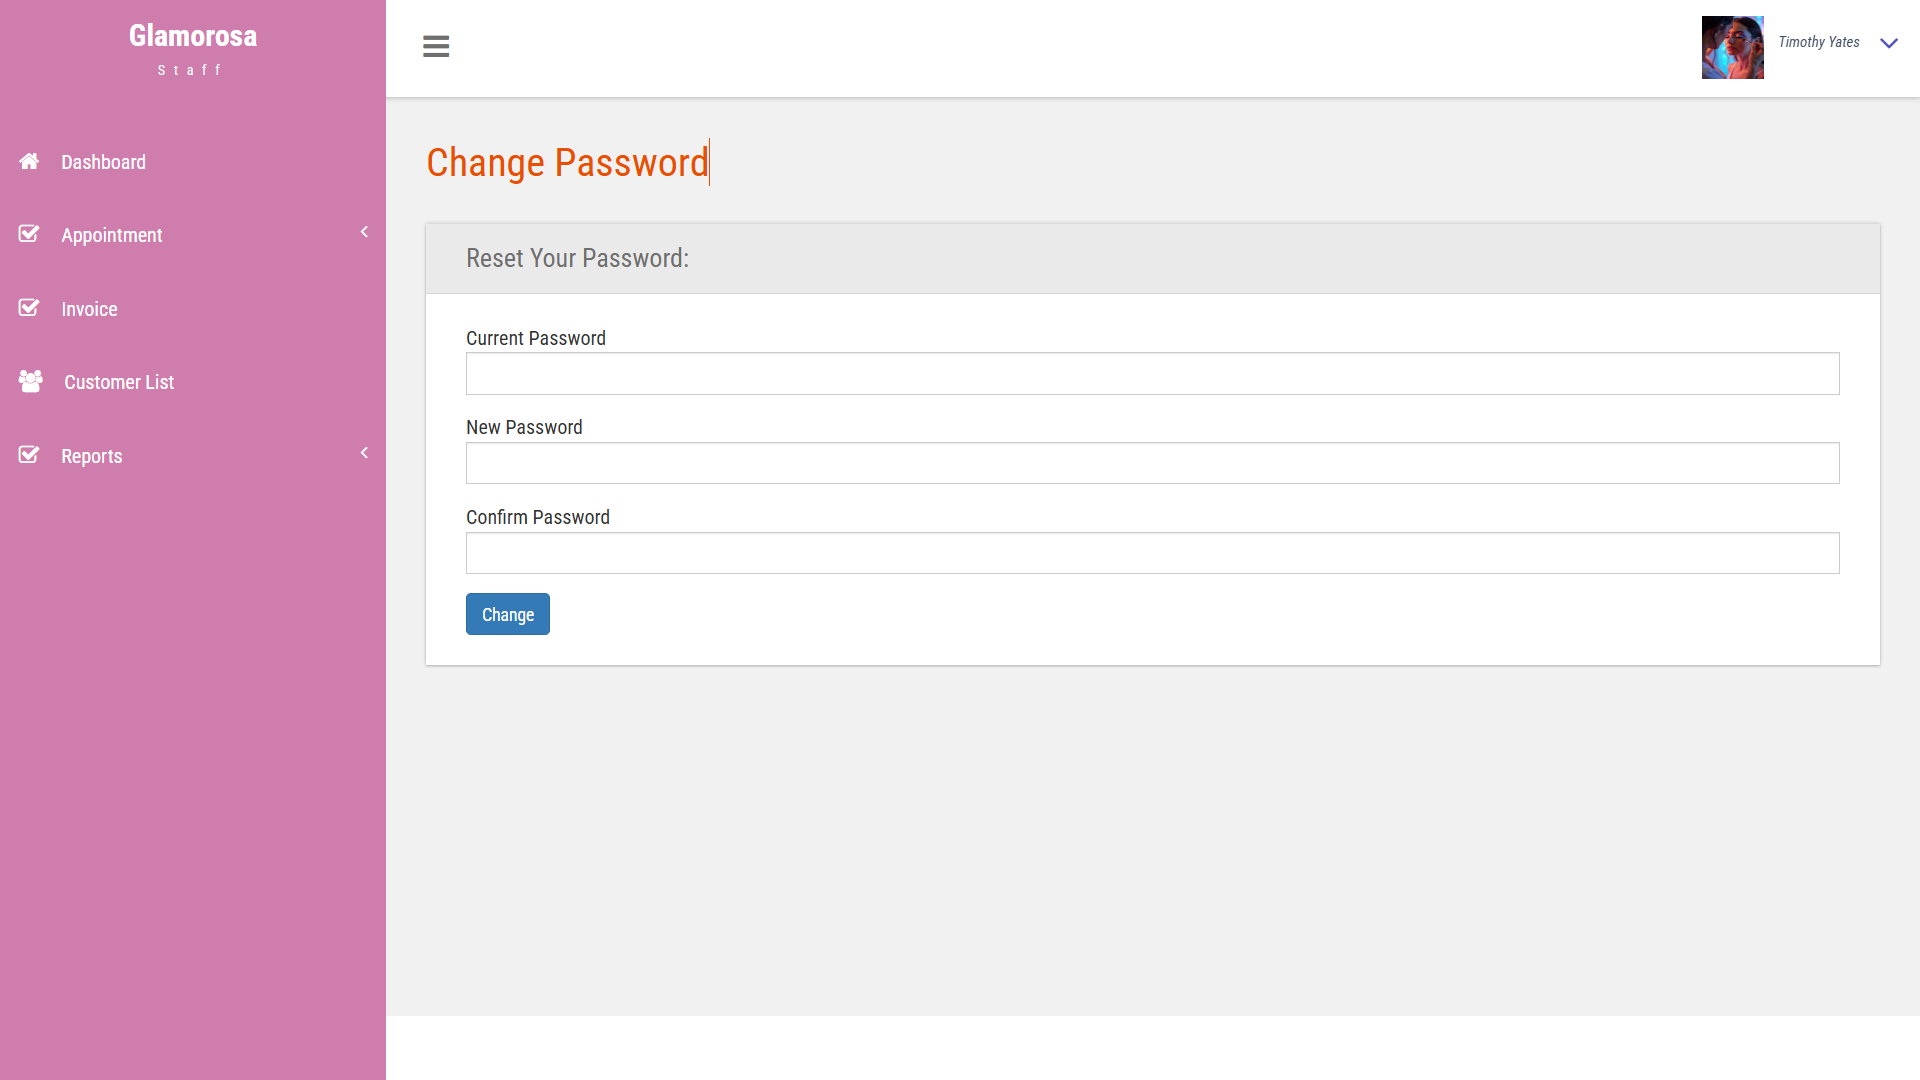 Glamorosa
Staff
Timothy Yates
Dashboard
Appointment
Invoice
Customer List
Reports
Change Password
Reset Your Password:
Current Password
New Password
Confirm Password
Change